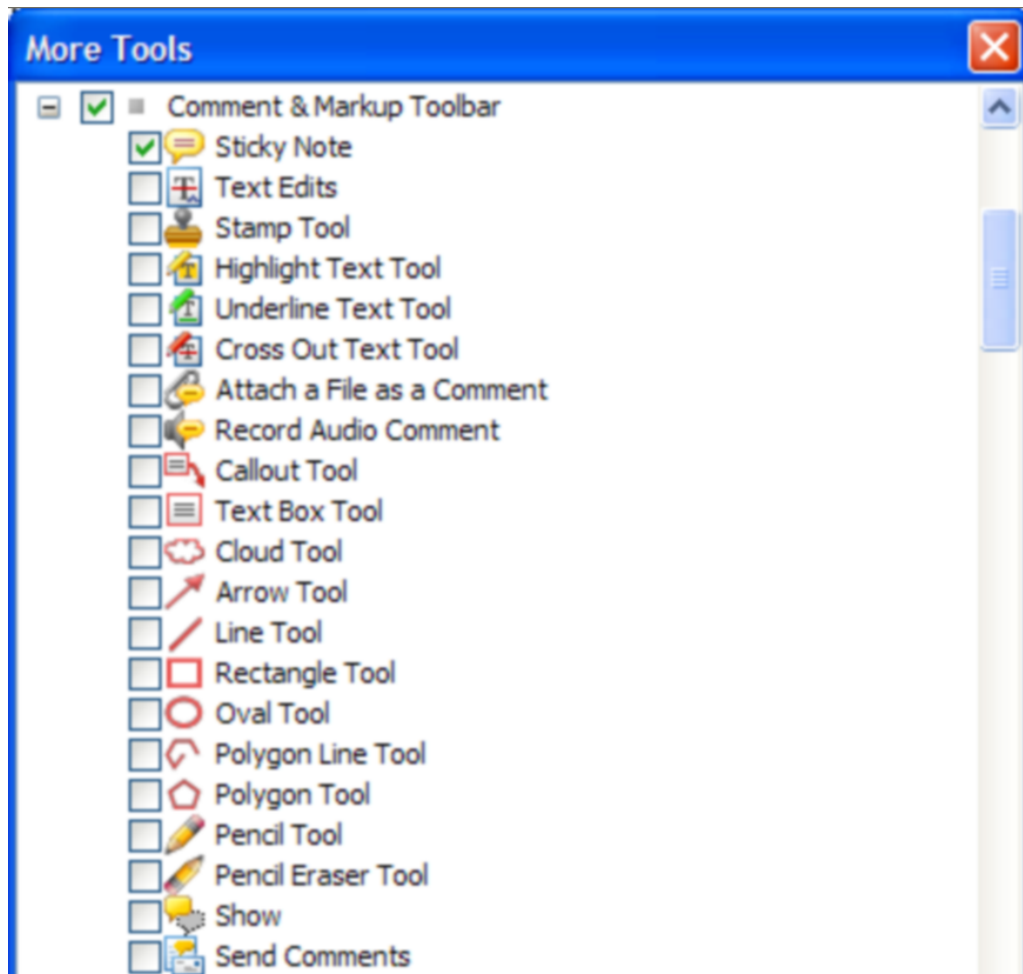 More Tools
Comment & Markup Toolbar
Sticky Note
Text Edits
Stamp Tool
Highlight Text Tool
Underline Text Tool
Cross Out Text Tool
Attach a File as a Comment
Record Audio Comment
Callout Tool
Text Box Tool
Cloud Tool
Arrow Tool
Line Tool
Rectangle Tool
Oval Tool
Polygon Line Tool
Polygon Tool
Pencil Tool
Pencil Eraser Tool
Show
Send Comments